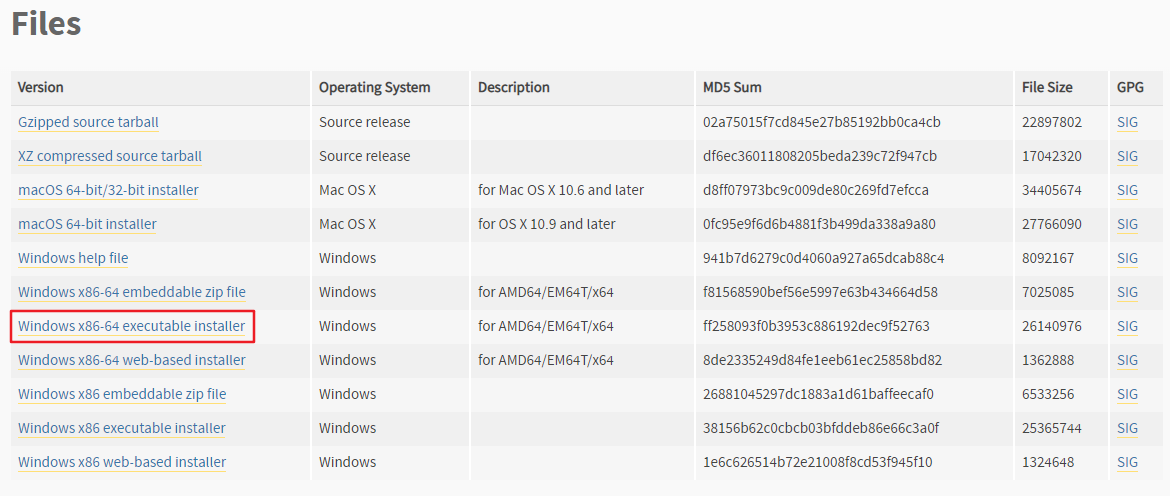 Files
Version Operating System Description MD5 Sum File Size GPG
Gzipped source tarball Source release 02a75015f7cd845e27b85192bb0ca4cb 22897802 SIG
XZ compressed source tarball Source release df6ec36011808205beda239c72f947cb 17042320 SIG
macOS 64-bit/32-bit installer Mac OS X for Mac OS X 10.6 and later d8ff07973bc9c009de80c269fd7efcca 34405674 SIG
macOS 64-bit installer Mac OS X for OS X 10.9 and later 0fc95e9f6d6b4881f3b499da338a9a80 27766090 SIG
Windows help file Windows 941b7d6279c0d4060a927a65dcab88c4 8092167 SIG
Windows x86-64 embeddable zip file Windows for AMD64/EM64T/x64 f81568590bef56e5997e63b434664d58 7025085 SIG
Windows x86-64 executable installer Windows for AMD64/EM64T/x64 ff258093f0b3953c886192dec9f52763 26140976 SIG
Windows x86-64 web-based installer Windows for AMD64/EM64T/x64 8de2335249d84fe1eeb61ec25858bd82 1362888 SIG
Windows x86 embeddable zip file Windows 26881045297dc1883a1d61baffeecaf0 6533256 SIG
Windows x86 executable installer Windows 38156b62c0cbcb03bfddeb86e66c3a0f 25365744 SIG
Windows x86 web-based installer Windows 1e6c626514b72e21008f8cd53f945f10 1324648 SIG